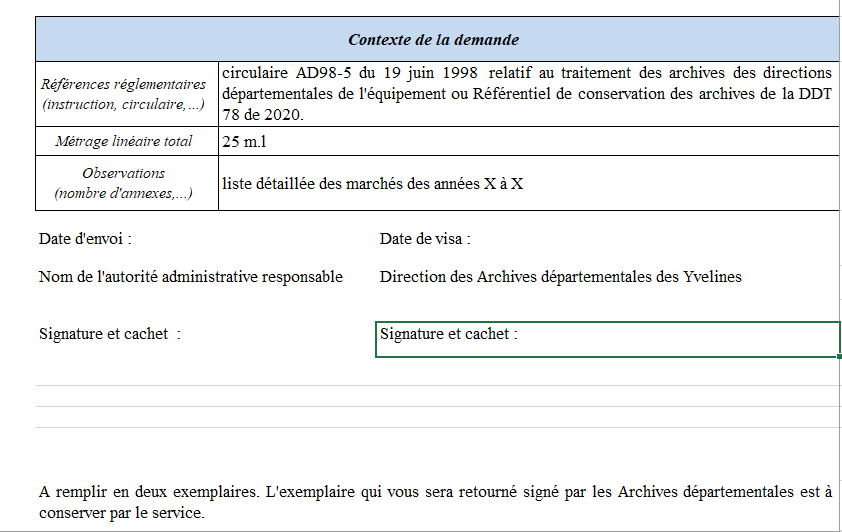 Contexte de la demande
Références réglementaires
(instruction, circulaire,...)
circulaire AD98-5 du 19 juin 1998 relatif au traitement des archives des directions
départementales de l'équipement ou Référentiel de conservation des archives de la DDT
78 de 2020.
Métrage linéaire total
25 m.l
Observations
(nombre d'annexes,...)
liste détaillée des marchés des années X à X
Date d'envoi :
Date de visa :
Nom de l'autorité administrative responsable
Direction des Archives départementales des Yvelines
Signature et cachet :
Signature et cachet :
A remplir en deux exemplaires. L'exemplaire qui vous sera retourné signé par les Archives départementales est à
conserver par le service.